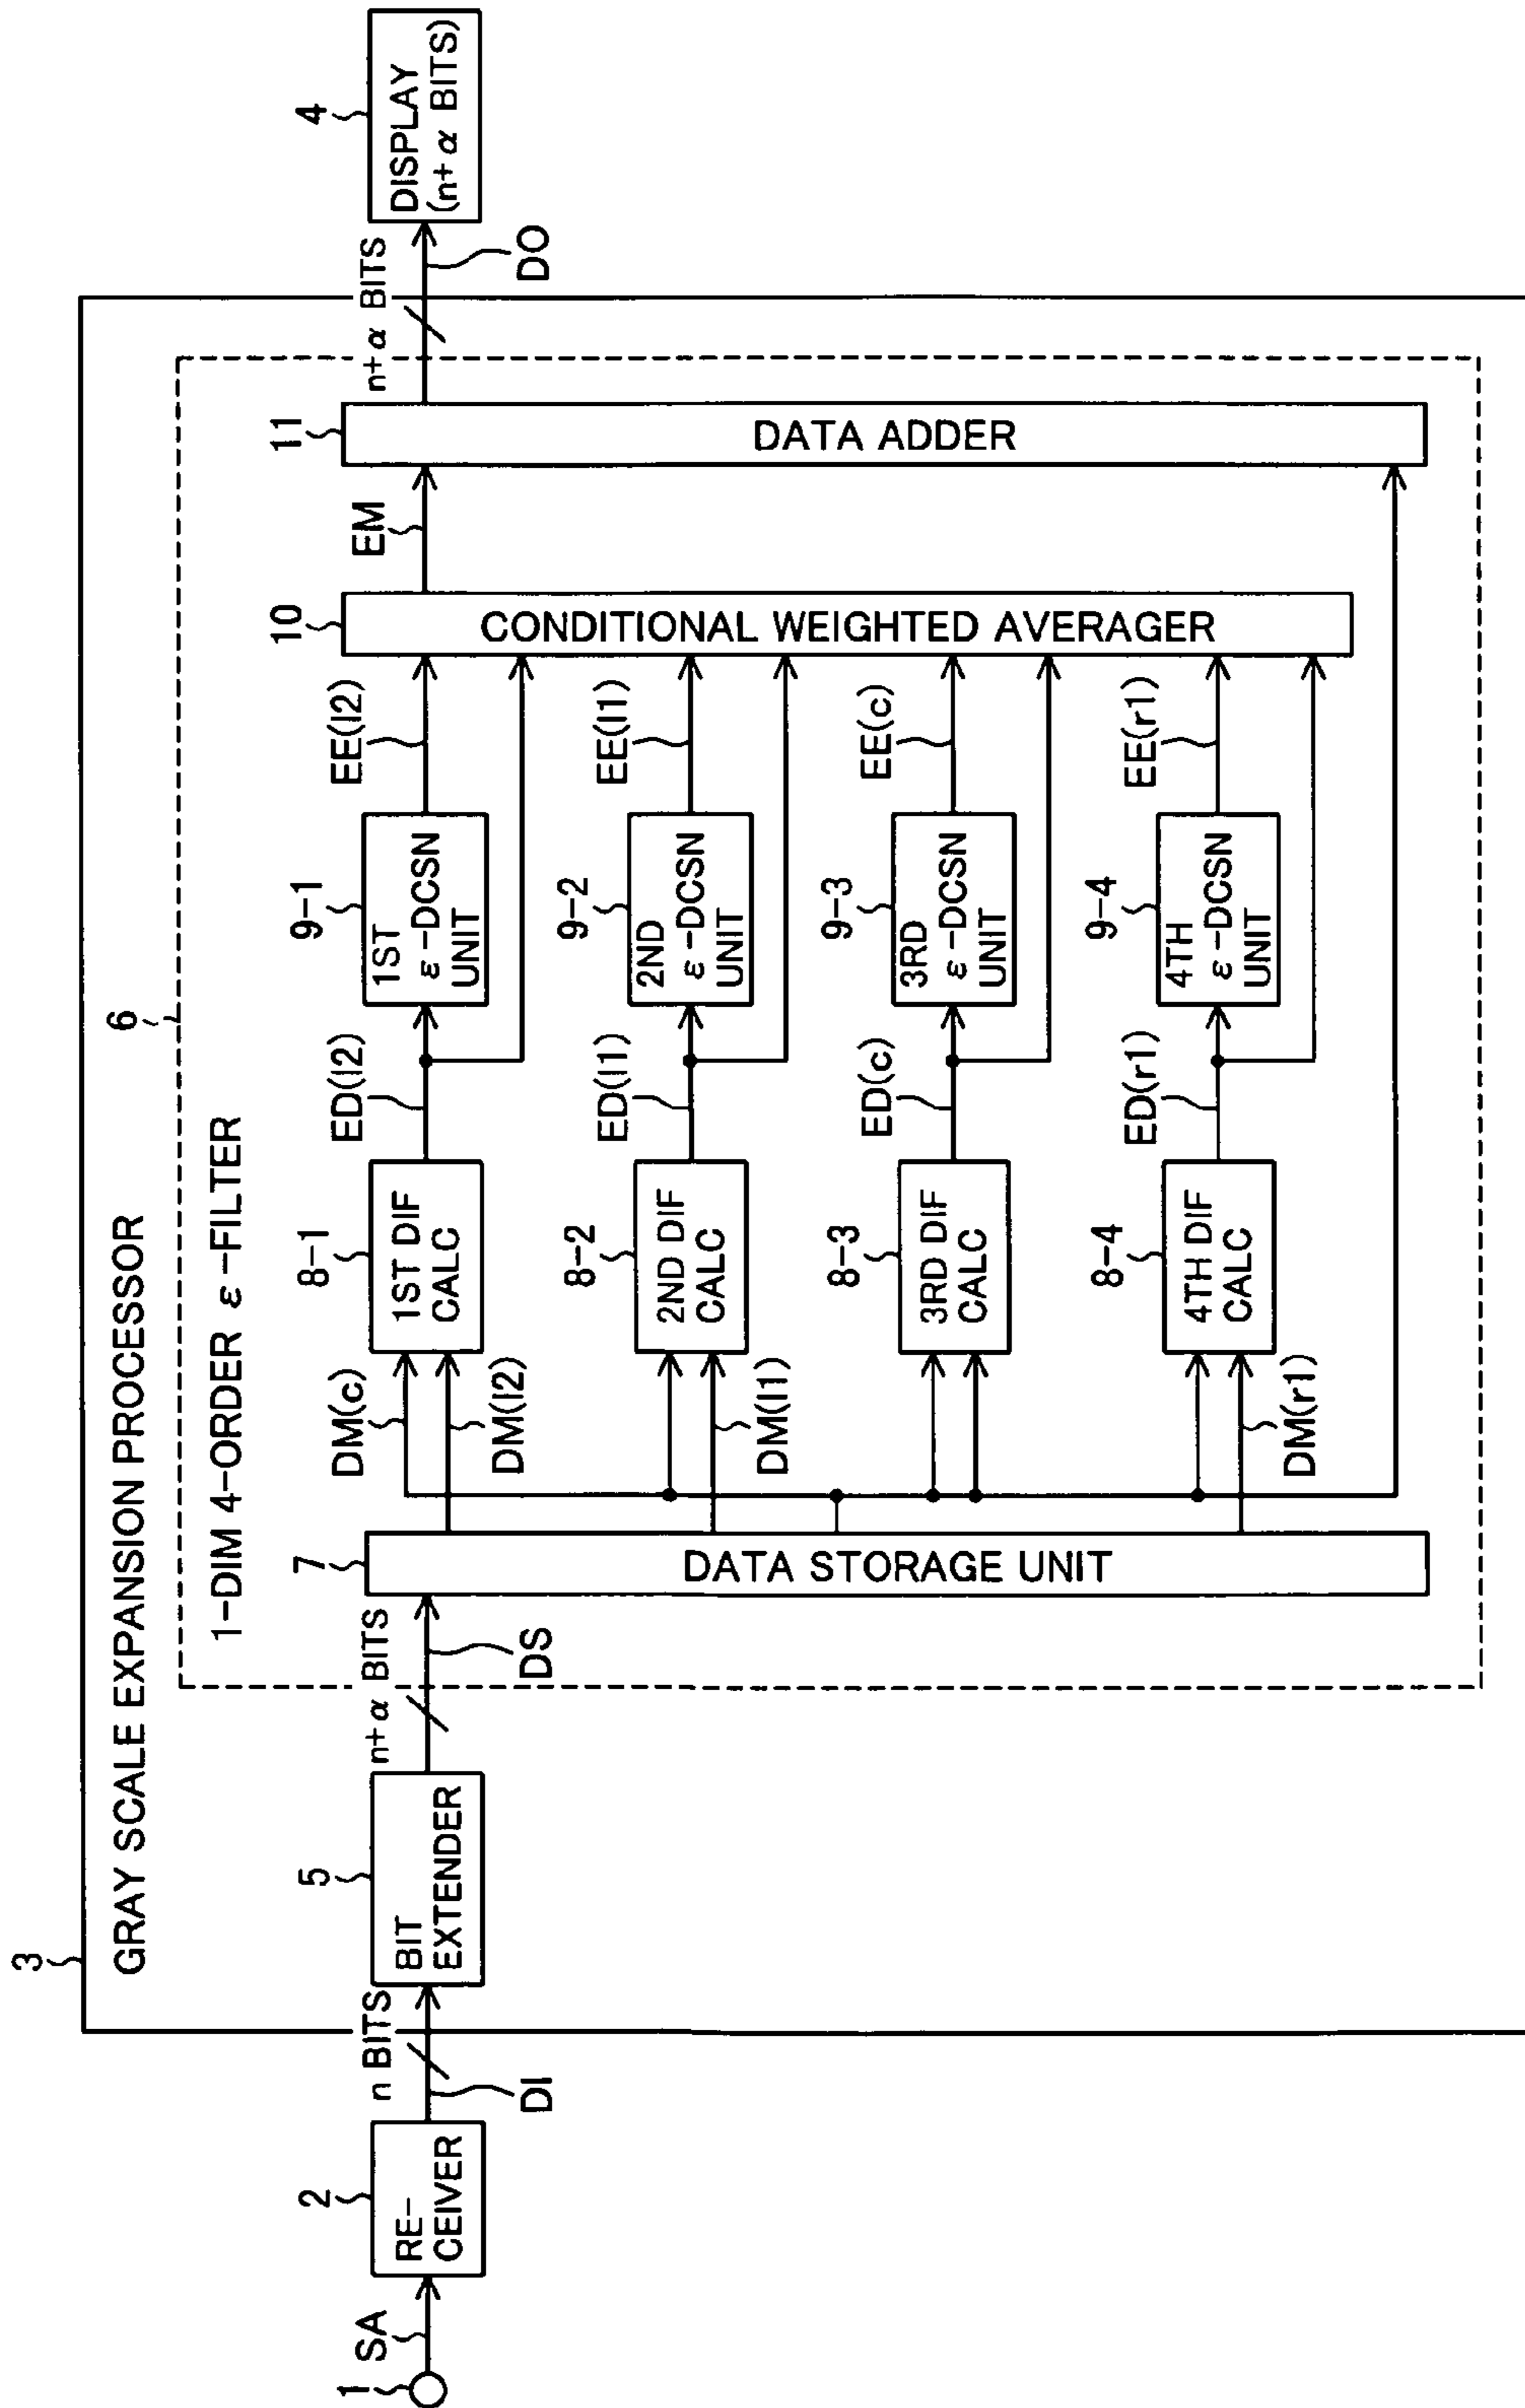 3
GRAY SCALE EXPANSION PROCESSOR
6
1-DIM 4-ORDER ε-FILTER
1
SA
2
RE-
CEIVER
n BITS
DI
5
BIT
EXTENDER
n+α BITS
DS
7
DATA STORAGE UNIT
DM(c)
DM(l2)
8-1
1ST DIF
CALC
ED(l2)
9-1
1ST
ε-DCSN
UNIT
EE(l2)
DM(l1)
8-2
2ND DIF
CALC
ED(l1)
9-2
2ND
ε-DCSN
UNIT
EE(l1)
8-3
3RD DIF
CALC
ED(c)
9-3
3RD
ε-DCSN
UNIT
EE(c)
DM(r1)
8-4
4TH DIF
CALC
ED(r1)
9-4
4TH
ε-DCSN
UNIT
EE(r1)
10
CONDITIONAL WEIGHTED AVERAGER
EM
11
DATA ADDER
n+α BITS
DO
4
DISPLAY
(n+α BITS)